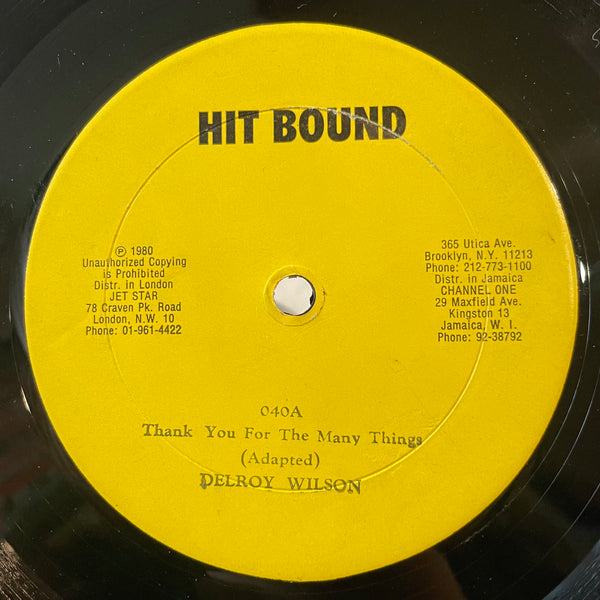 HIT BOUND
℗ 1980
Unauthorized Copying
is Prohibited
Distr. in London
JET STAR
78 Craven Pk. Road
London, N.W. 10
Phone: 01-961-4422
365 Utica Ave.
Brooklyn, N.Y. 11213
Phone: 212-773-1100
Distr. in Jamaica
CHANNEL ONE
29 Maxfield Ave.
Kingston 13
Jamaica, W. I.
Phone: 92-38792
040A
Thank You For The Many Things
(Adapted)
DELROY WILSON